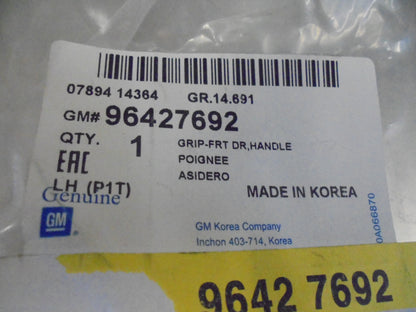 07894 14364 GR.14.691
GM# 96427692
QTY. 1 GRIP-FRT DR,HANDLE
POIGNEE
EAC ASIDERO
LH (P1T) MADE IN KOREA
Genuine
GM
GM Korea Company
Inchon 403-714, Korea
0A066870
9642 7692